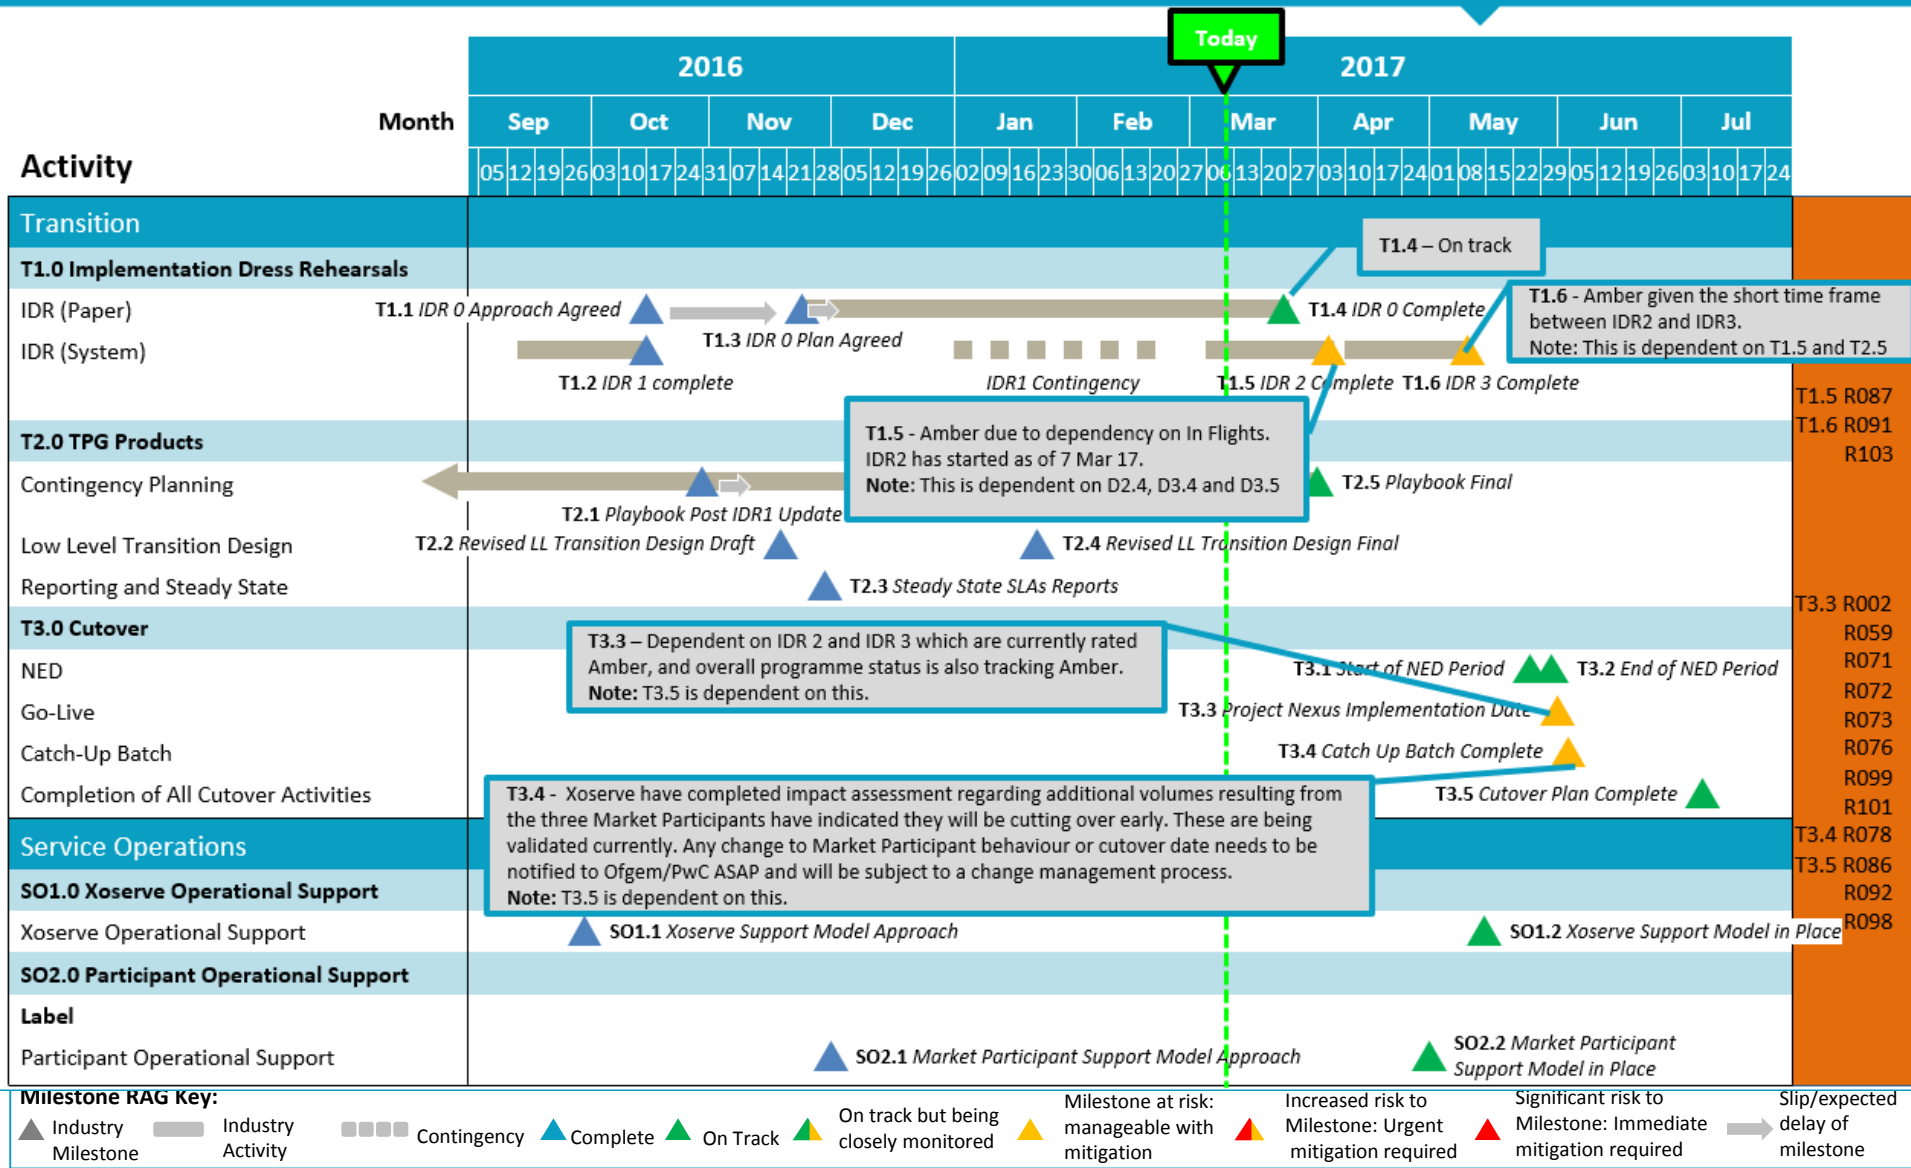 Today
2016
2017
Month
Sep
Oct
Nov
Dec
Jan
Feb
Mar
Apr
May
Jun
Jul
Activity
05 12 19 26 03 10 17 24 31 07 14 21 28 05 12 19 26 02 09 16 23 30 06 13 20 27 06 13 20 27 03 10 17 24 01 08 15 22 29 05 12 19 26 03 10 17 24
Transition
T1.4 – On track
T1.0 Implementation Dress Rehearsals
IDR (Paper)
T1.1 IDR 0 Approach Agreed
T1.3 IDR 0 Plan Agreed
T1.4 IDR 0 Complete
T1.6 - Amber given the short time frame
between IDR2 and IDR3.
Note: This is dependent on T1.5 and T2.5
IDR (System)
T1.2 IDR 1 complete
IDR1 Contingency
T1.5 IDR 2 Complete
T1.6 IDR 3 Complete
T1.5 R087
T1.6 R091
R103
T2.0 TPG Products
T1.5 - Amber due to dependency on In Flights.
IDR2 has started as of 7 Mar 17.
Note: This is dependent on D2.4, D3.4 and D3.5
Contingency Planning
T2.5 Playbook Final
T2.1 Playbook Post IDR1 Update
Low Level Transition Design
T2.2 Revised LL Transition Design Draft
T2.4 Revised LL Transition Design Final
Reporting and Steady State
T2.3 Steady State SLAs Reports
T3.0 Cutover
T3.3 – Dependent on IDR 2 and IDR 3 which are currently rated
Amber, and overall programme status is also tracking Amber.
Note: T3.5 is dependent on this.
T3.3 R002
R059
R071
R072
R073
R076
R099
R101
T3.4 R078
T3.5 R086
R092
R098
NED
T3.1 Start of NED Period
T3.2 End of NED Period
Go-Live
T3.3 Project Nexus Implementation Date
Catch-Up Batch
T3.4 Catch Up Batch Complete
Completion of All Cutover Activities
T3.5 Cutover Plan Complete
T3.4 - Xoserve have completed impact assessment regarding additional volumes resulting from
the three Market Participants have indicated they will be cutting over early. These are being
validated currently. Any change to Market Participant behaviour or cutover date needs to be
notified to Ofgem/PwC ASAP and will be subject to a change management process.
Note: T3.5 is dependent on this.
Service Operations
SO1.0 Xoserve Operational Support
Xoserve Operational Support
SO1.1 Xoserve Support Model Approach
SO1.2 Xoserve Support Model in Place
SO2.0 Participant Operational Support
Label
Participant Operational Support
SO2.1 Market Participant Support Model Approach
SO2.2 Market Participant
Support Model in Place
Milestone RAG Key:
Industry
Milestone
Industry
Activity
Contingency
Complete
On Track
On track but being
closely monitored
Milestone at risk:
manageable with
mitigation
Increased risk to
Milestone: Urgent
mitigation required
Significant risk to
Milestone: Immediate
mitigation required
Slip/expected
delay of
milestone